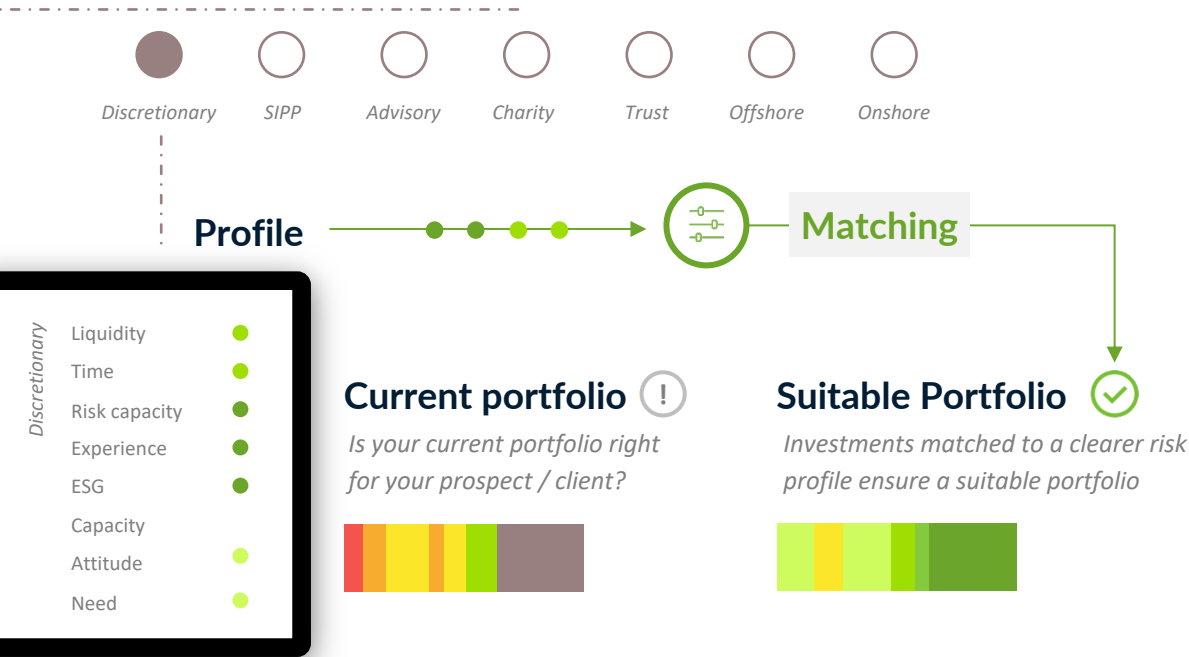 Discretionary
SIPP
Advisory
Charity
Trust
Offshore
Onshore
Profile
Matching
Discretionary
Liquidity
Time
Risk capacity
Experience
ESG
Capacity
Attitude
Need
Current portfolio !
Is your current portfolio right
for your prospect / client?
Suitable Portfolio
Investments matched to a clearer risk
profile ensure a suitable portfolio